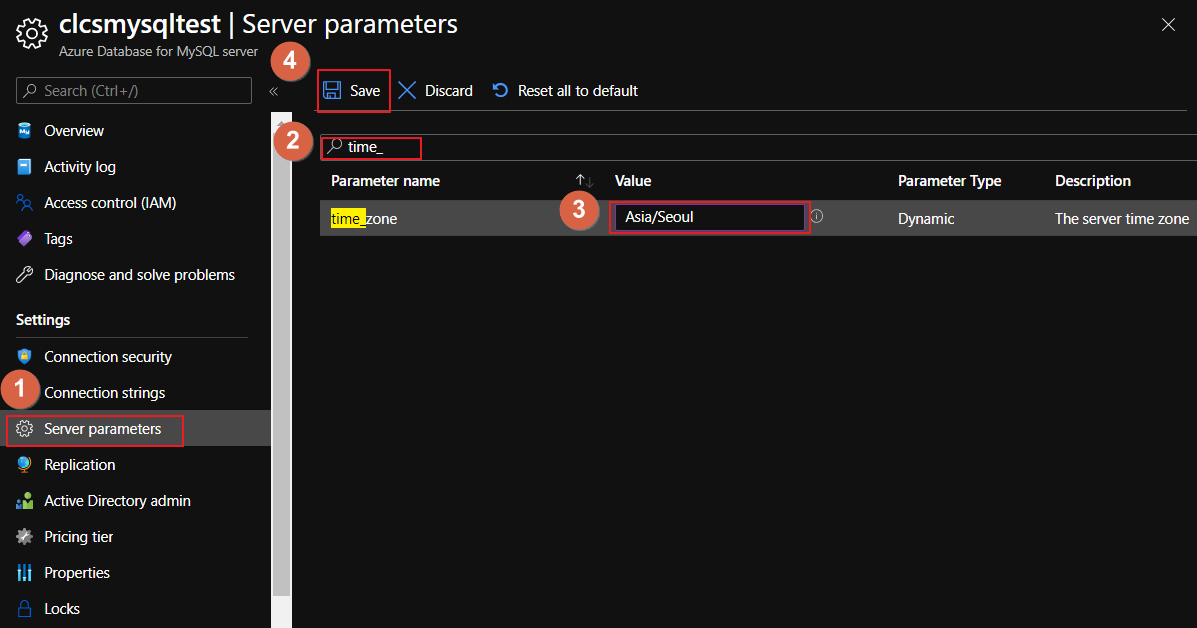 clcsmysqltest | Server parameters
Azure Database for MySQL server
4
Search (Ctrl+/)
«
Save
Discard
Reset all to default
Overview
Activity log
Access control (IAM)
Tags
Diagnose and solve problems
Settings
Connection security
1
Connection strings
Server parameters
Replication
Active Directory admin
Pricing tier
Properties
Locks
2
time_
Parameter name
Value
Parameter Type
Description
time_zone
3
Asia/Seoul
Dynamic
The server time zone